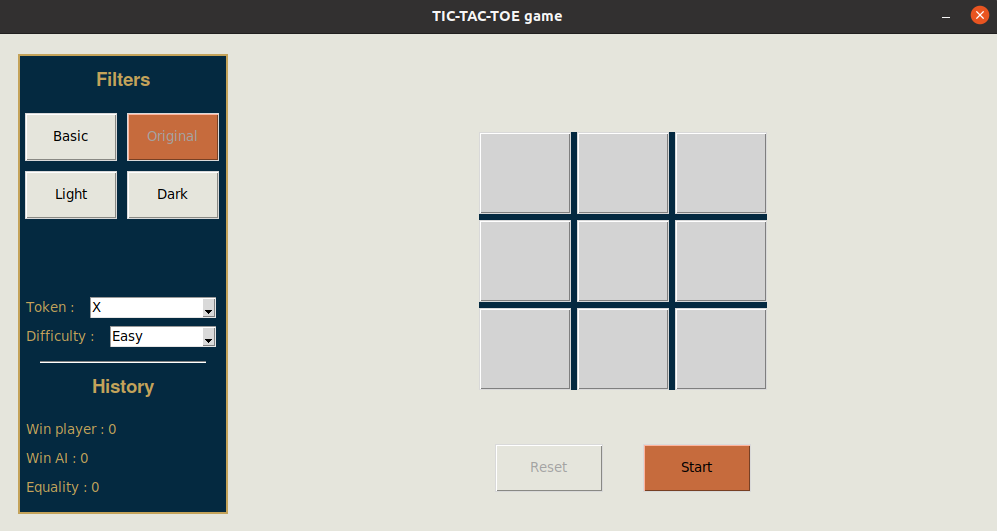 TIC-TAC-TOE game
Filters
Basic
Original
Light
Dark
Token : X
Difficulty : Easy
History
Win player : 0
Win AI : 0
Equality : 0
Reset
Start